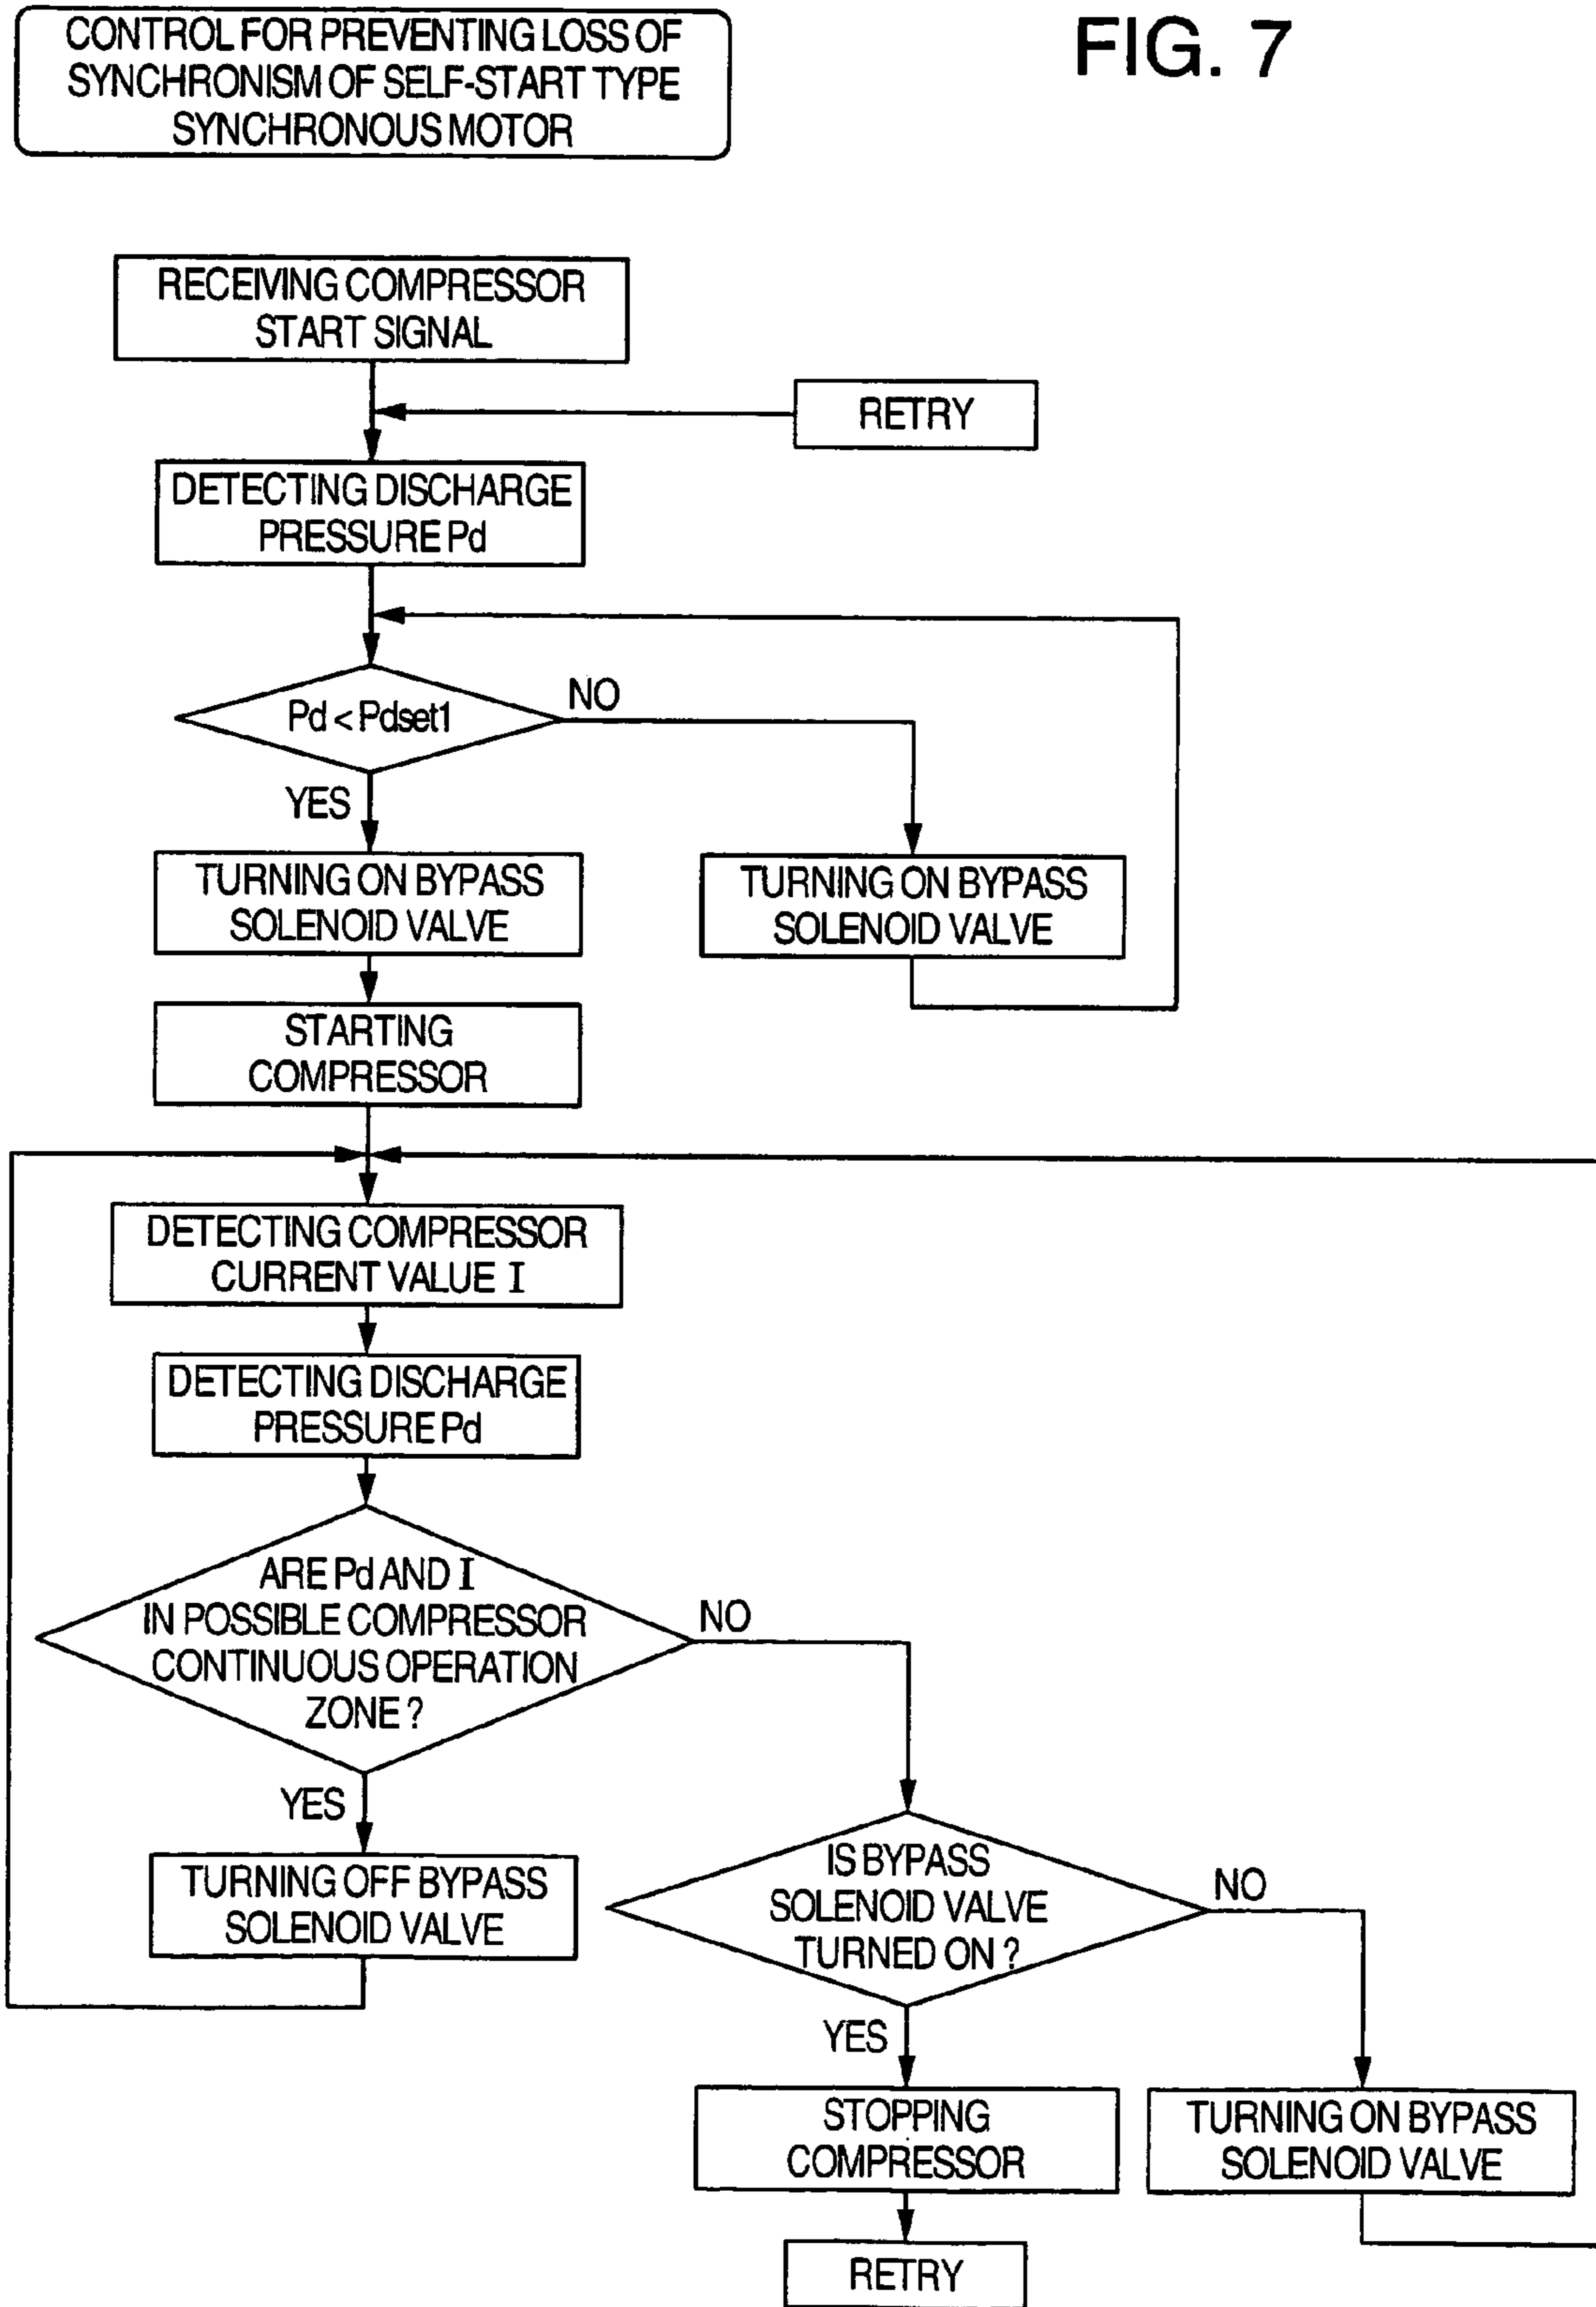 CONTROL FOR PREVENTING LOSS OF
SYNCHRONISM OF SELF-START TYPE
SYNCHRONOUS MOTOR
FIG. 7
RECEIVING COMPRESSOR
START SIGNAL
RETRY
DETECTING DISCHARGE
PRESSURE Pd
Pd < Pdset1
NO
YES
TURNING ON BYPASS
SOLENOID VALVE
TURNING ON BYPASS
SOLENOID VALVE
STARTING
COMPRESSOR
DETECTING COMPRESSOR
CURRENT VALUE I
DETECTING DISCHARGE
PRESSURE Pd
ARE Pd AND I
IN POSSIBLE COMPRESSOR
CONTINUOUS OPERATION
ZONE ?
NO
YES
TURNING OFF BYPASS
SOLENOID VALVE
IS BYPASS
SOLENOID VALVE
TURNED ON ?
NO
YES
STOPPING
COMPRESSOR
TURNING ON BYPASS
SOLENOID VALVE
RETRY